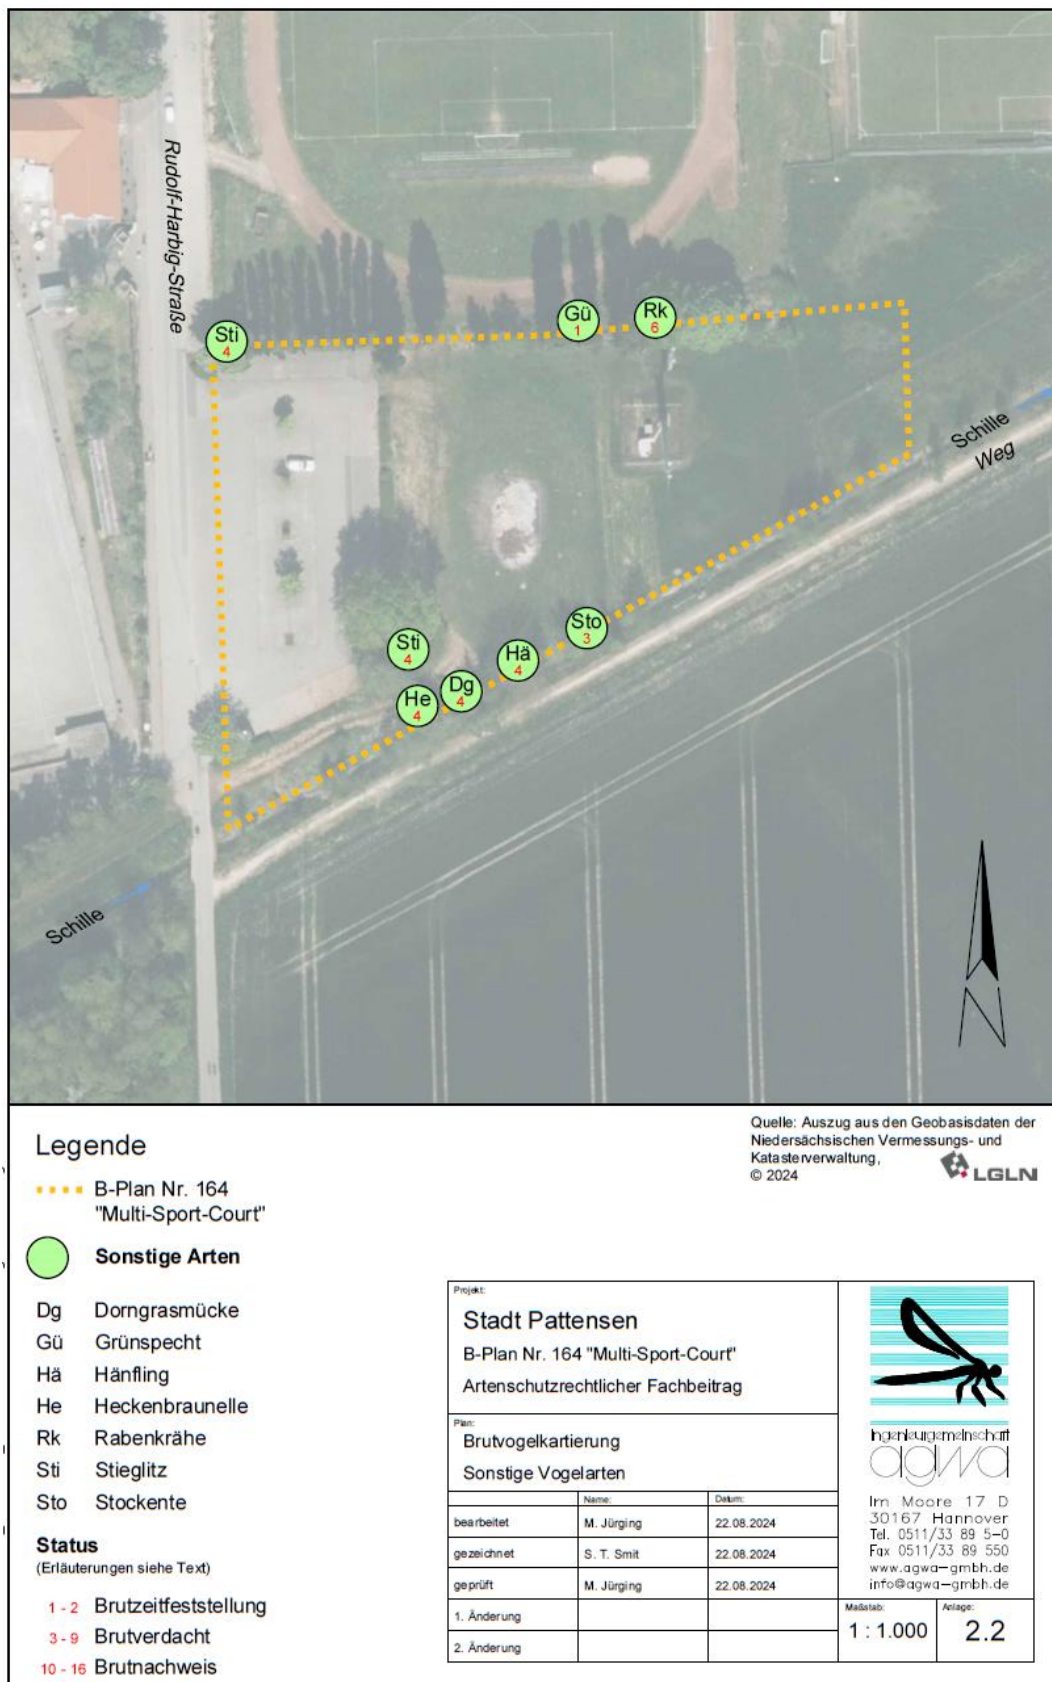 Rudolf-Harbig-Straße
Sti
4
Gü
1
Rk
6
Schille
Weg
Sto
3
Sti
4
Hä
4
Dg
4
He
4
Schille
N
Quelle: Auszug aus den Geobasisdaten der
Niedersächsischen Vermessungs- und
Katasterverwaltung,
© 2024
LGLN
Legende
B-Plan Nr. 164
"Multi-Sport-Court"
Sonstige Arten
Dg Dorngrasmücke
Gü Grünspecht
Hä Hänfling
He Heckenbraunelle
Rk Rabenkrähe
Sti Stieglitz
Sto Stockente
Status
(Erläuterungen siehe Text)
1 - 2 Brutzeitfeststellung
3 - 9 Brutverdacht
10 - 16 Brutnachweis
Projekt:
Stadt Pattensen
B-Plan Nr. 164 "Multi-Sport-Court"
Artenschutzrechtlicher Fachbeitrag
Plan:
Brutvogelkartierung
Sonstige Vogelarten
Name: Datum:
bearbeitet M. Jürging 22.08.2024
gezeichnet S. T. Smit 22.08.2024
geprüft M. Jürging 22.08.2024
1. Änderung
2. Änderung
Ingenieurgemeinschaft
agwa
Im Moore 17 D
30167 Hannover
Tel. 0511/33 89 5-0
Fax 0511/33 89 550
www.agwa-gmbh.de
info@agwa-gmbh.de
Maßstab: Anlage:
1 : 1.000 2.2